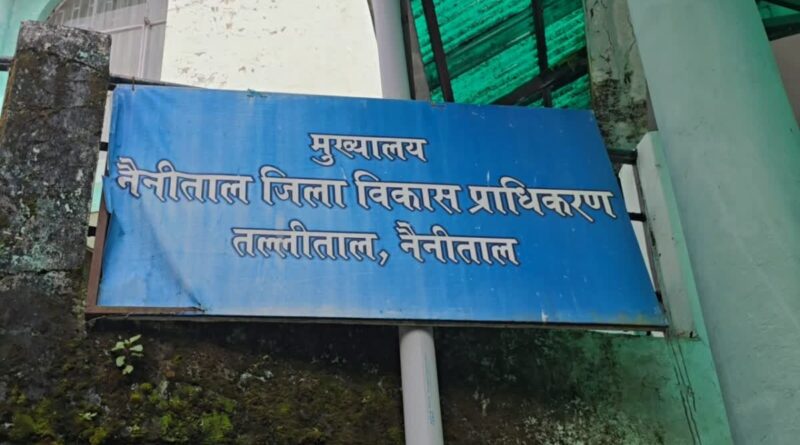 मुख्यालय
नैनीताल जिला विकास प्राधिकरण
तल्लीताल, नैनीताल